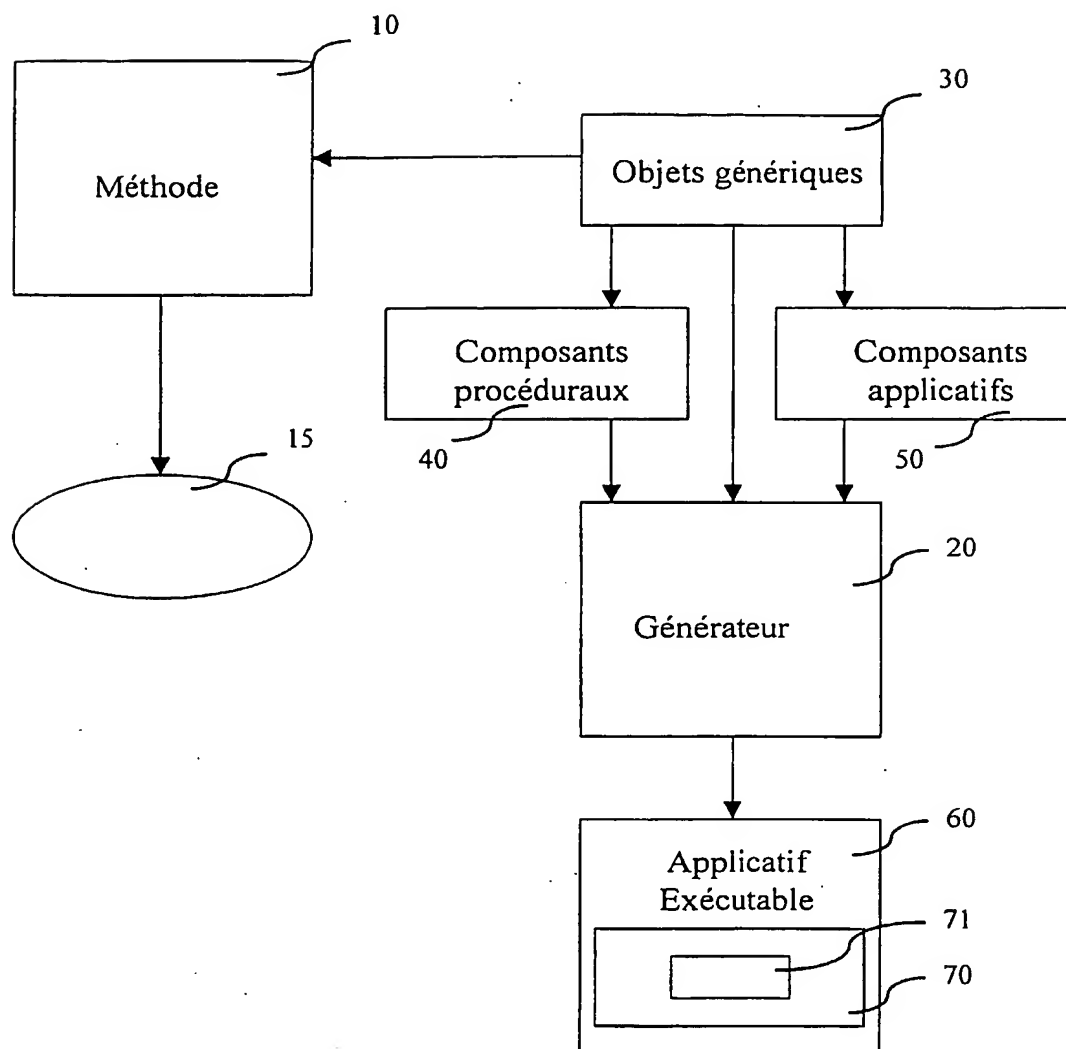 10
30
Méthode
Objets génériques
Composants
procéduraux
Composants
applicatifs
40
50
15
20
Générateur
60
Applicatif
Exécutable
71
70